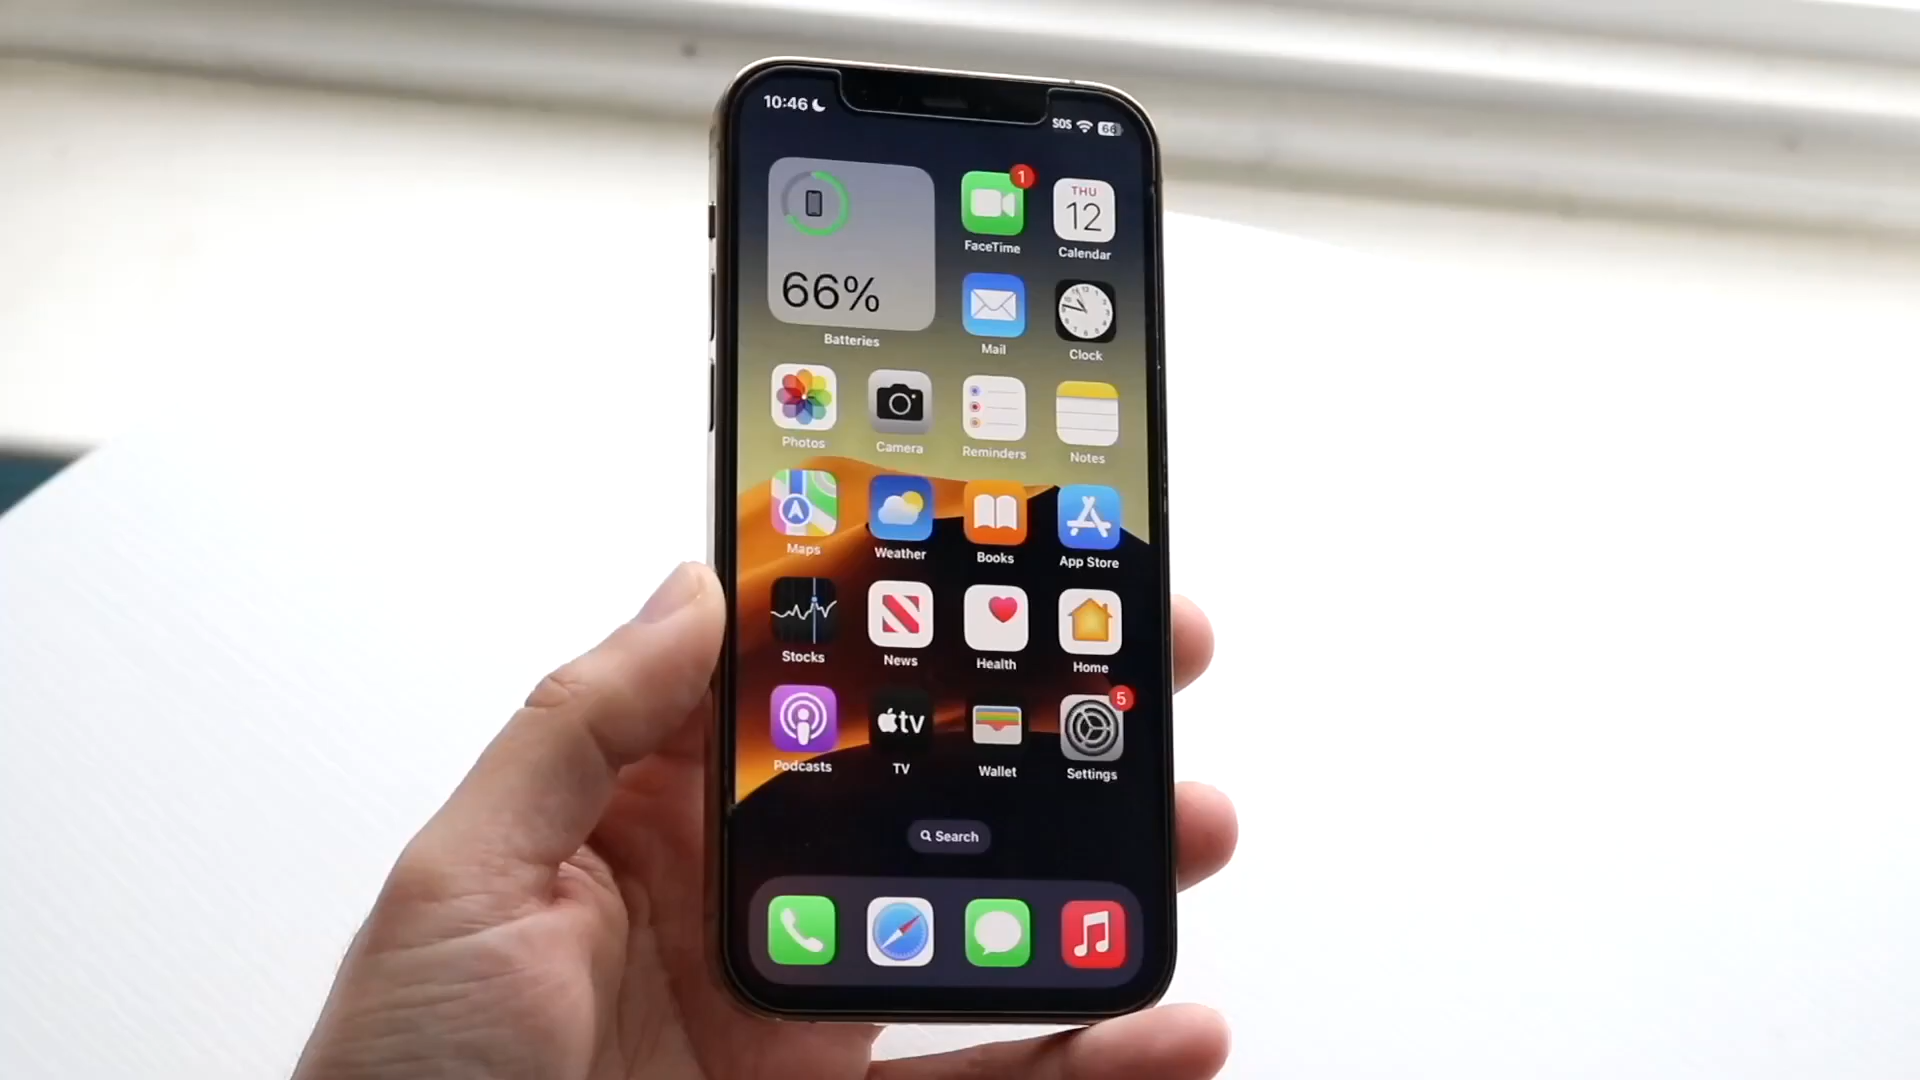 10:46
SOS 66
66%
Batteries
1
FaceTime
THU
12
Calendar
Mail
Clock
Photos
Camera
Reminders
Notes
Maps
Weather
Books
App Store
Stocks
News
Health
Home
Podcasts
tv
TV
Wallet
5
Settings
Search